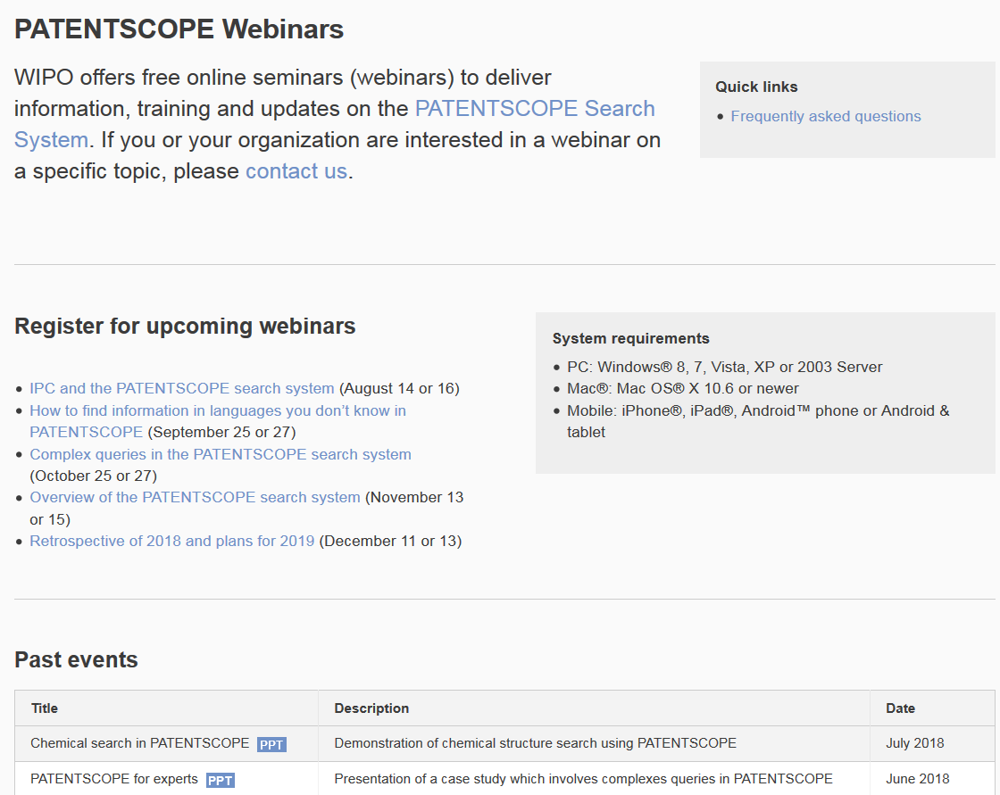 PATENTSCOPE Webinars
WIPO offers free online seminars (webinars) to deliver
information, training and updates on the PATENTSCOPE Search
System. If you or your organization are interested in a webinar on
a specific topic, please contact us.
Quick links
• Frequently asked questions
Register for upcoming webinars
• IPC and the PATENTSCOPE search system (August 14 or 16)
• How to find information in languages you don’t know in
PATENTSCOPE (September 25 or 27)
• Complex queries in the PATENTSCOPE search system
(October 25 or 27)
• Overview of the PATENTSCOPE search system (November 13
or 15)
• Retrospective of 2018 and plans for 2019 (December 11 or 13)
System requirements
• PC: Windows® 8, 7, Vista, XP or 2003 Server
• Mac®: Mac OS® X 10.6 or newer
• Mobile: iPhone®, iPad®, Android™ phone or Android &
tablet
Past events
Title Description Date
Chemical search in PATENTSCOPE PPT Demonstration of chemical structure search using PATENTSCOPE July 2018
PATENTSCOPE for experts PPT Presentation of a case study which involves complexes queries in PATENTSCOPE June 2018